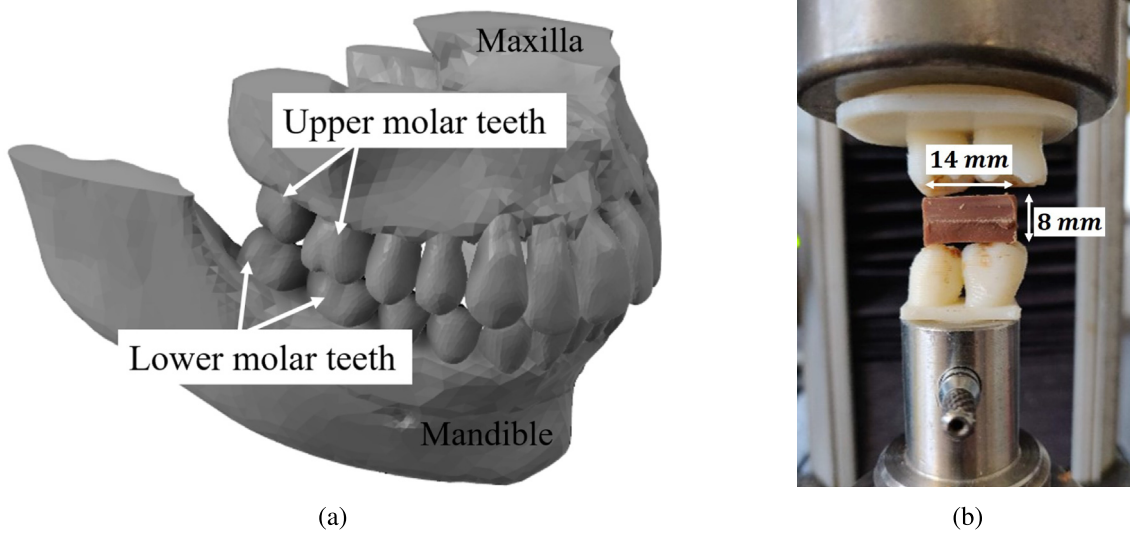 Maxilla
Upper molar teeth
Lower molar teeth
Mandible
(a)
14 mm
8 mm
(b)